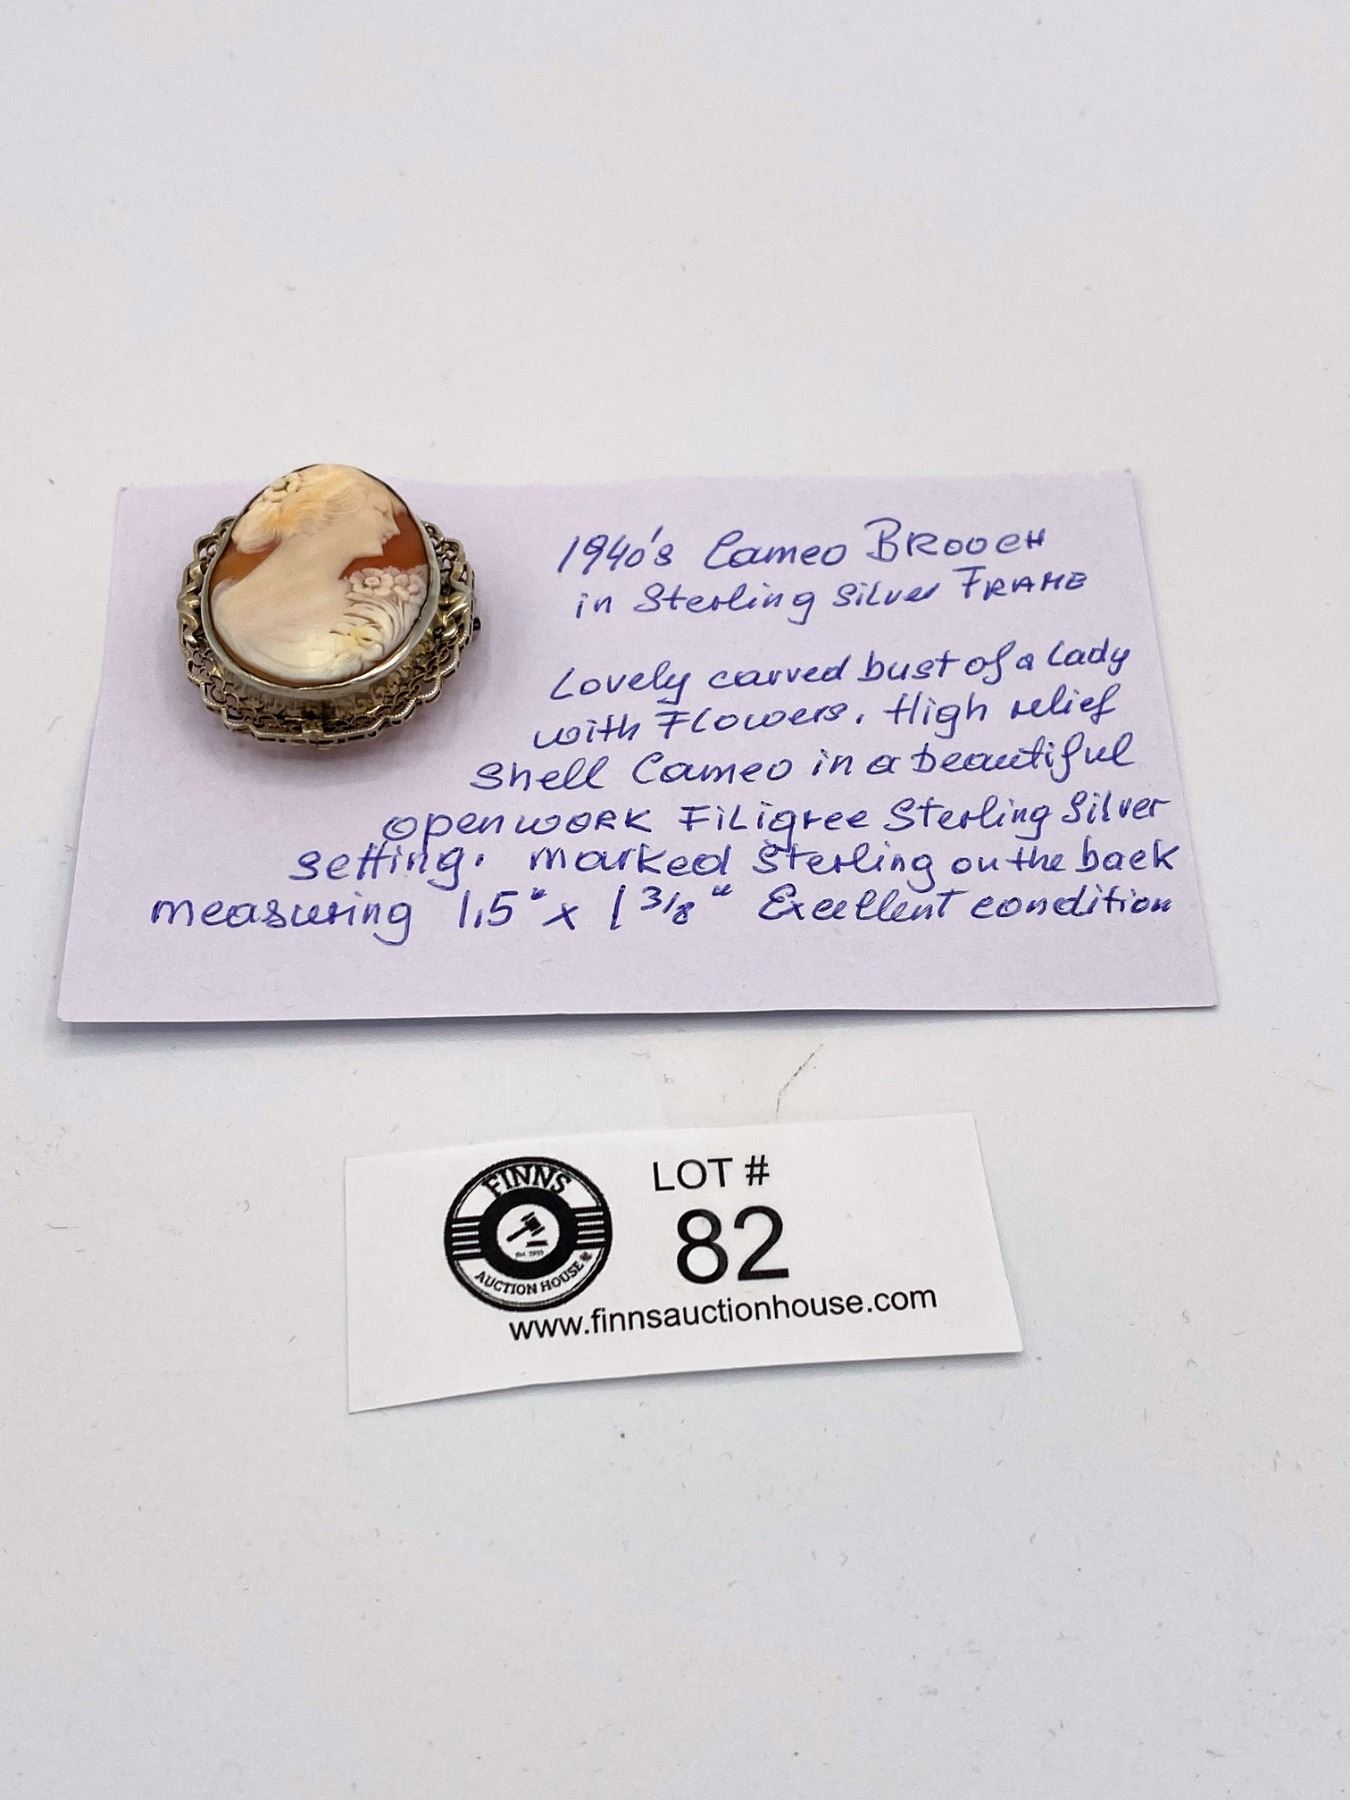 1940's Cameo BROOCH
in Sterling Silver FRAME
Lovely carved bust of a Lady
with Flowers. High relief
Shell Cameo in a beautiful
openwork Filigree Sterling Silver
setting. marked Sterling on the back
measuring 1,5" x 1 3/8" Excellent condition
FINNS
AUCTION HOUSE
LOT #
82
www.finnsauctionhouse.com